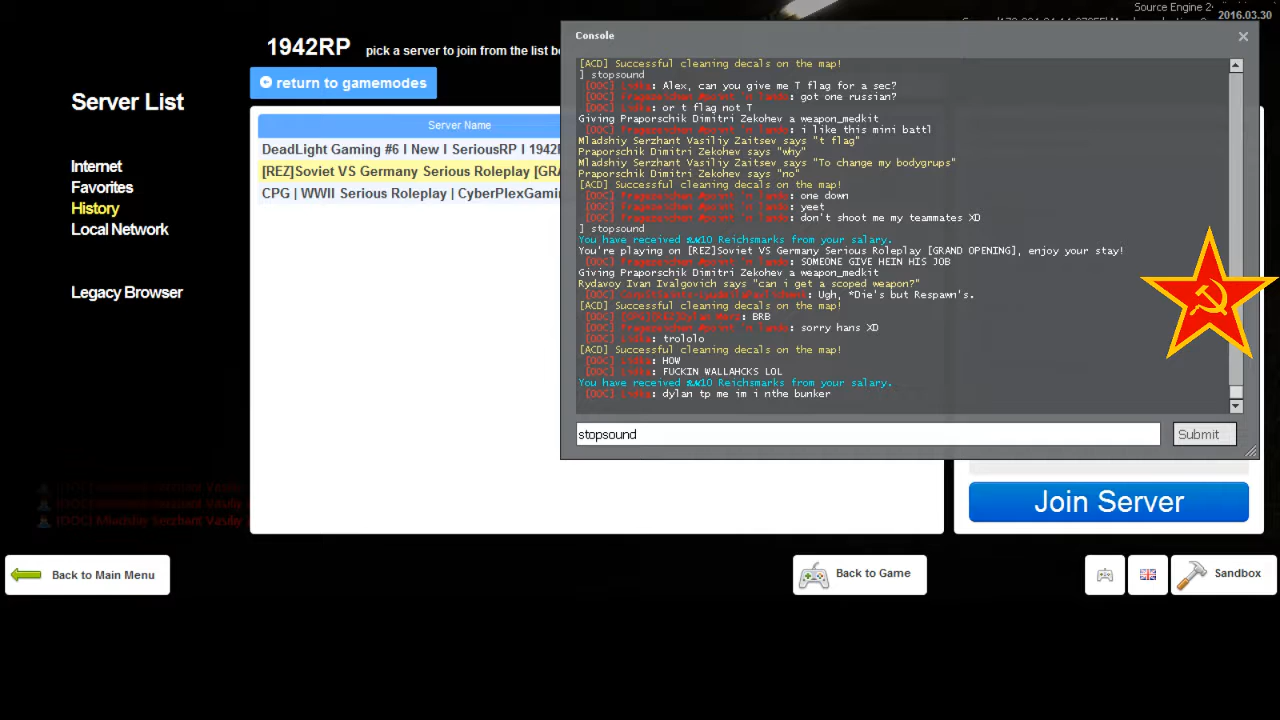 Source Engine 2
2016.03.30
1942RP pick a server to join from the list be
return to gamemodes
Server List
Internet
Favorites
History
Local Network
Legacy Browser
Server Name
DeadLight Gaming #6 I New I SeriousRP I 1942
[REZ]Soviet VS Germany Serious Roleplay [GRA
CPG | WWII Serious Roleplay | CyberPlexGamin
Console
[ACD] Successful cleaning decals on the map!
] stopsound
[OOC] Lidka: Alex, can you give me T flag for a sec?
[OOC] : got one russian?
[OOC] Lidka: or t flag not T
Giving Praporschik Dimitri Zekohev a weapon_medkit
[OOC] : i like this mini battl
Mladshiy Serzhant Vasiliy Zaitsev says "t flag"
Praporschik Dimitri Zekohev says "why"
Mladshiy Serzhant Vasiliy Zaitsev says "To change my bodygrups"
Praporschik Dimitri Zekohev says "no"
[ACD] Successful cleaning decals on the map!
[OOC] : one down
[OOC] : yeet
[OOC] : don't shoot me my teammates XD
] stopsound
You have received 10 Reichsmarks from your salary.
You're playing on [REZ]Soviet VS Germany Serious Roleplay [GRAND OPENING], enjoy your stay!
[OOC] : SOMEONE GIVE HEIN HIS JOB
Giving Praporschik Dimitri Zekohev a weapon_medkit
Rydavoy Ivan Ivalgovich says "can i get a scoped weapon?"
[OOC] : Ugh, *Die's but Respawn's.
[ACD] Successful cleaning decals on the map!
[OOC] : BRB
[OOC] : sorry hans XD
[OOC] Lidka: trololo
[ACD] Successful cleaning decals on the map!
[OOC] Lidka: HOW
[OOC] Lidka: FUCKIN WALLAHCKS LOL
You have received 10 Reichsmarks from your salary.
[OOC] Lidka: dylan tp me im i nthe bunker
stopsound
Submit
Join Server
[OOC] Mladshiy Serzhant Vasiliy
Back to Main Menu
Back to Game
Sandbox